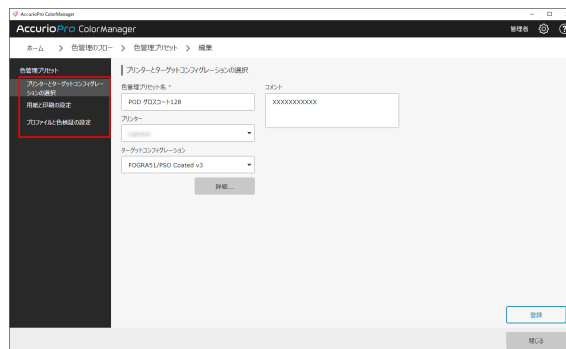 AccurioPro ColorManager
AccurioPro ColorManager
管理者
ホーム > 色管理のフロー > 色管理プリセット > 編集
色管理プリセット
プリンターとターゲットコンフィグレー
ションの選択
用紙と印刷の設定
プロファイルと色検証の設定
プリンターとターゲットコンフィグレーションの選択
色管理プリセット名 *
コメント
POD グロスコート128
XXXXXXXXXXX
プリンター
ターゲットコンフィグレーション
FOGRA51/PSO Coated v3
詳細...
登録
閉じる